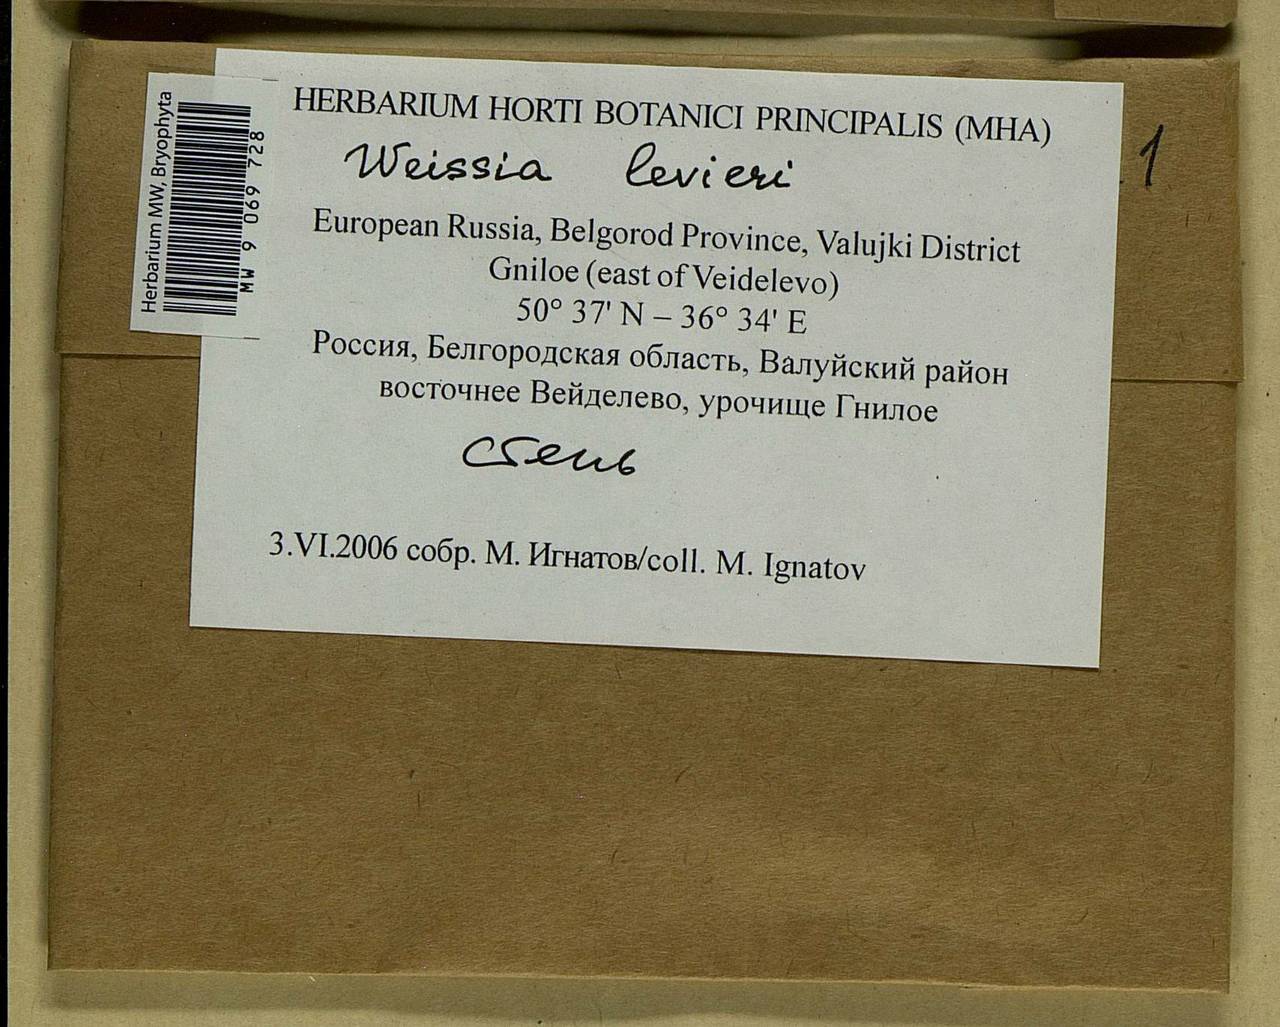 HERBARIUM HORTI BOTANICI PRINCIPALIS (MHA)
Weissia levieri
European Russia, Belgorod Province, Valujki District
Gniloe (east of Veidelevo)
50° 37' N – 36° 34' E
Россия, Белгородская область, Валуйский район
восточнее Вейделево, урочище Гнилое
степь
3.VI.2006 собр. М. Игнатов/coll. M. Ignatov
Herbarium MW, Bryophyta
MW 9 069 728
1